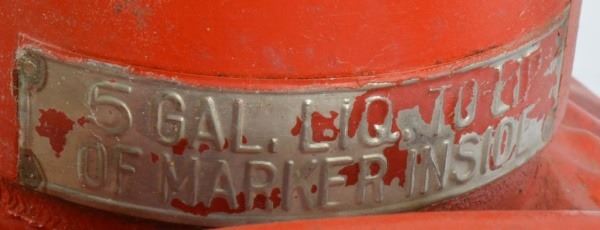 5 GAL. LIQ. TO LIP
OF MARKER INSIDE